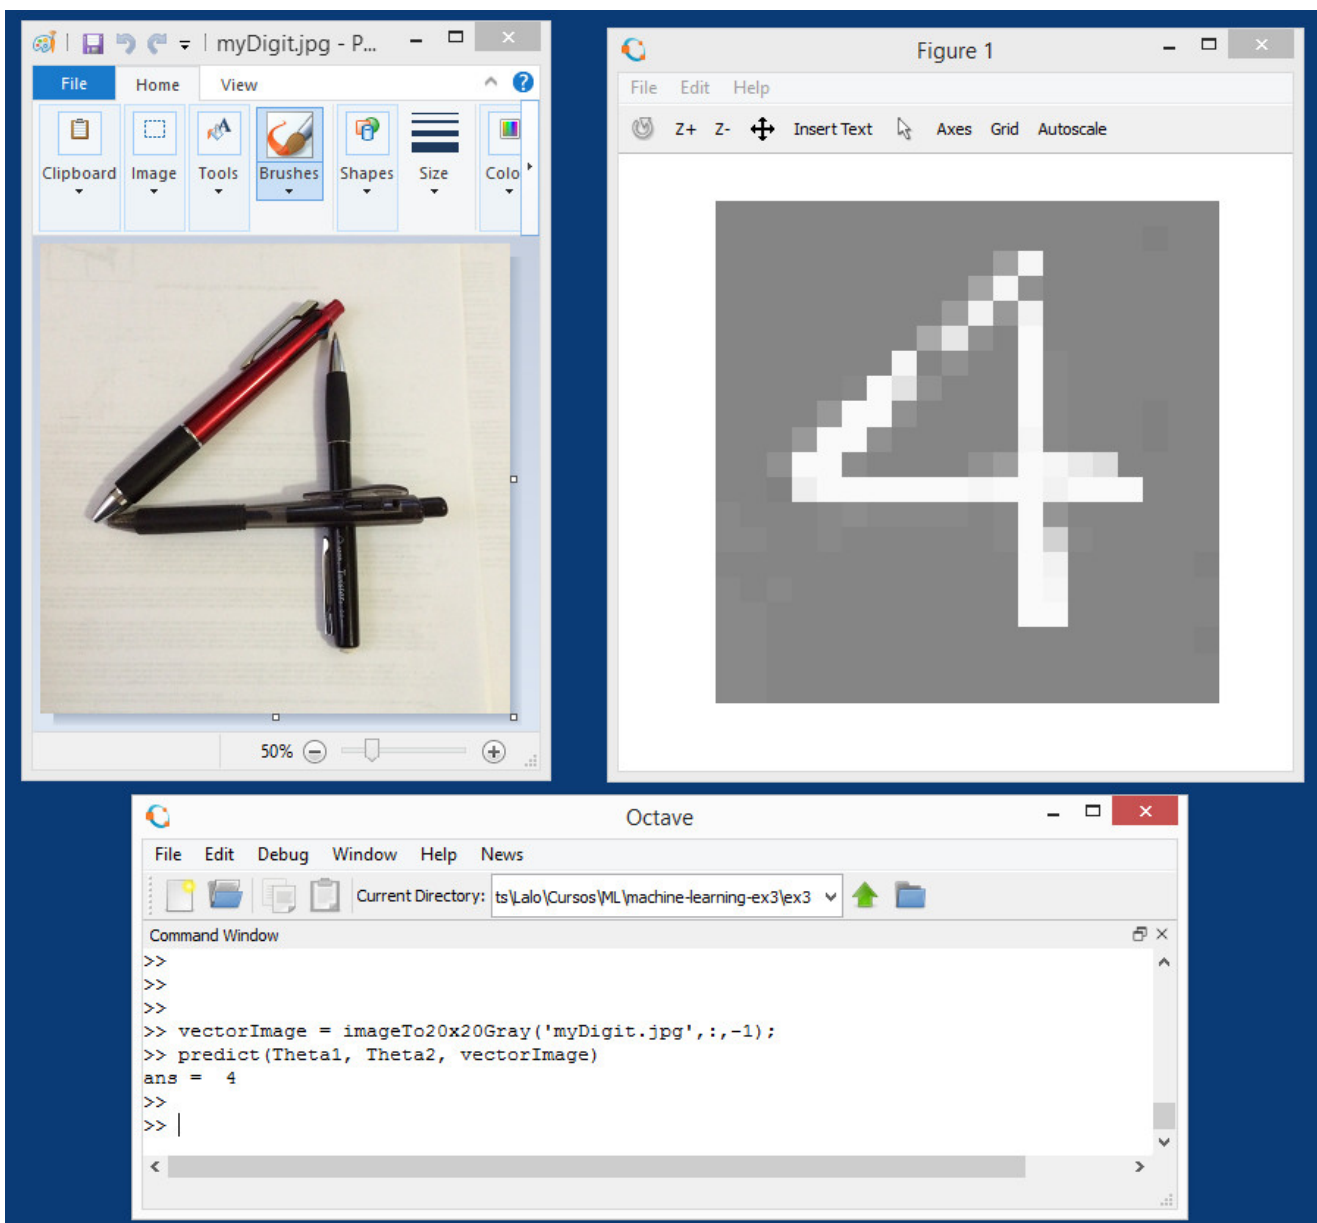 myDigit.jpg - P...
File Home View
Clipboard Image Tools Brushes Shapes Size Colo
50%
Figure 1
File Edit Help
Z+ Z- Insert Text Axes Grid Autoscale
Octave
File Edit Debug Window Help News
Current Directory: ts\Lalo\Cursos\ML\machine-learning-ex3\ex3
Command Window
>>
>>
>>
>> vectorImage = imageTo20x20Gray('myDigit.jpg',:,-1);
>> predict(Theta1, Theta2, vectorImage)
ans =  4
>>
>>